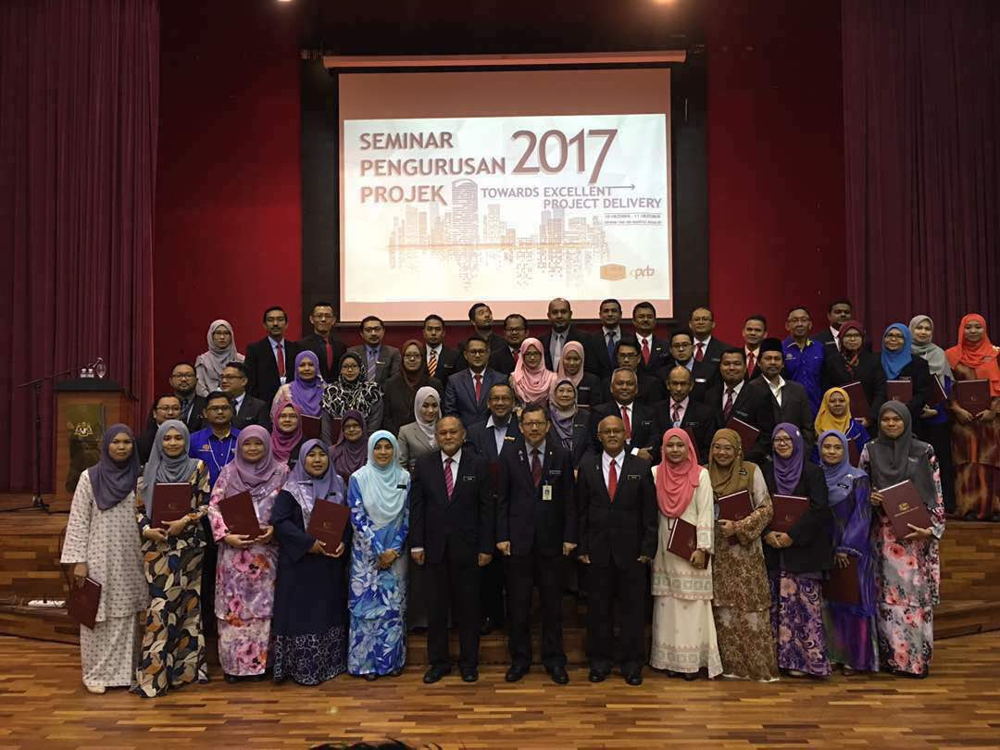 SEMINAR
PENGURUSAN
PROJEK
2017
TOWARDS EXCELLENT
PROJECT DELIVERY
prb